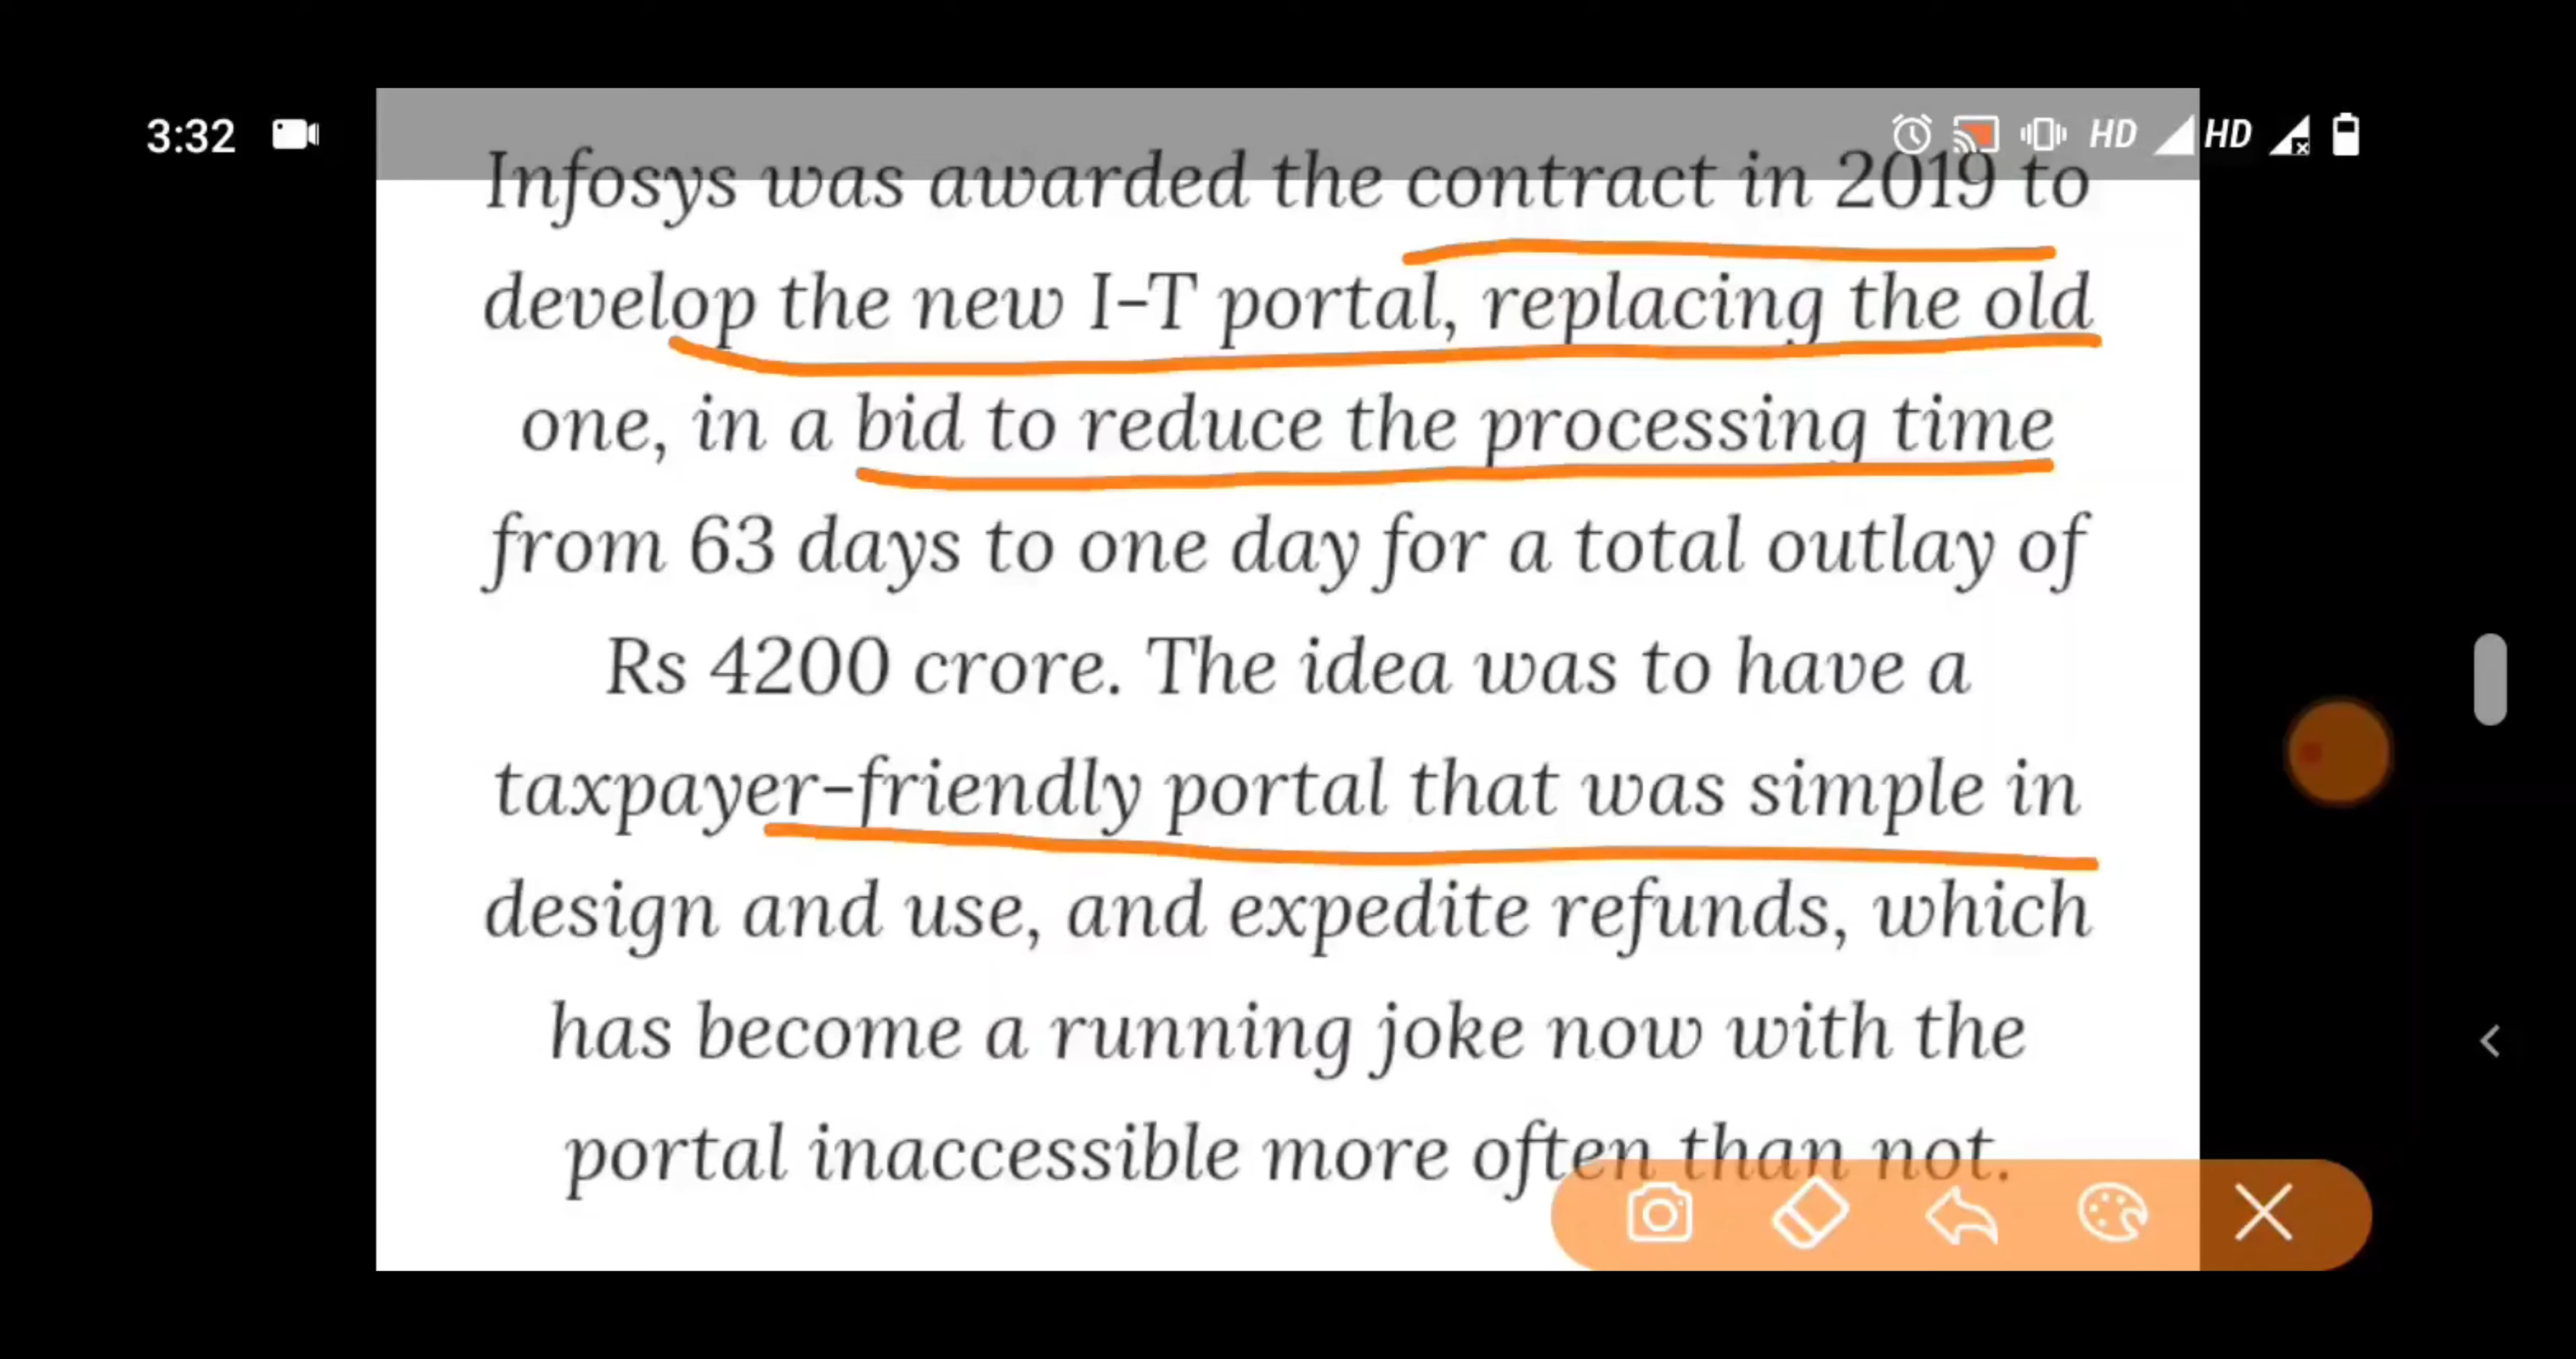 3:32
HD HD
Infosys was awarded the contract in 2019 to
develop the new I-T portal, replacing the old
one, in a bid to reduce the processing time
from 63 days to one day for a total outlay of
Rs 4200 crore. The idea was to have a
taxpayer-friendly portal that was simple in
design and use, and expedite refunds, which
has become a running joke now with the
portal inaccessible more often than not.